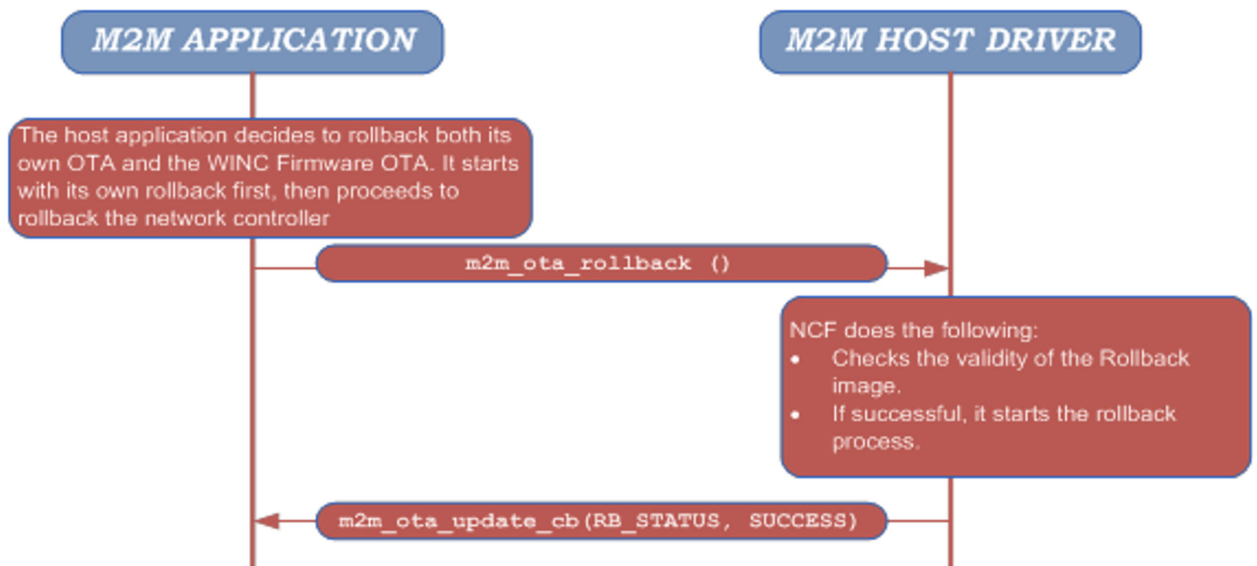 M2M APPLICATION
M2M HOST DRIVER
The host application decides to rollback both its
own OTA and the WINC Firmware OTA. It starts
with its own rollback first, then proceeds to
rollback the network controller
m2m_ota_rollback ()
NCF does the following:
• Checks the validity of the Rollback
image.
• If successful, it starts the rollback
process.
m2m_ota_update_cb(RB_STATUS, SUCCESS)